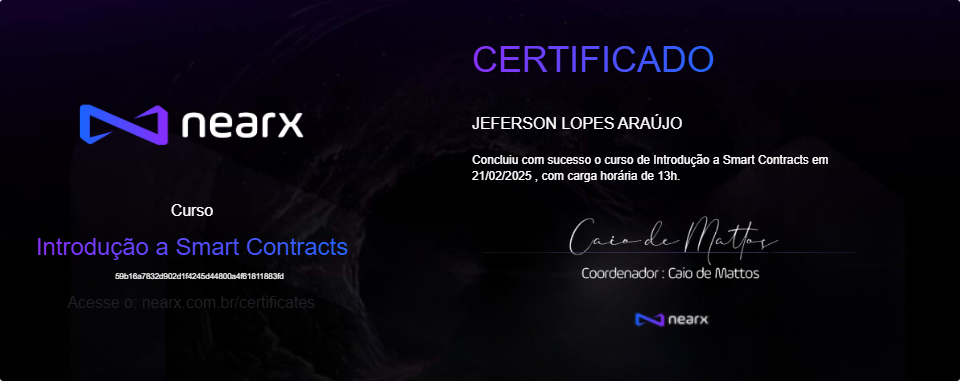 nearx
Curso
Introdução a Smart Contracts
59b16a7832d902d1f4245d44800a4f81811883fd
Acesse o: nearx.com.br/certificates
CERTIFICADO
JEFERSON LOPES ARAÚJO
Concluiu com sucesso o curso de Introdução a Smart Contracts em
21/02/2025 , com carga horária de 13h.
Caio de Mattos
Coordenador : Caio de Mattos
nearx